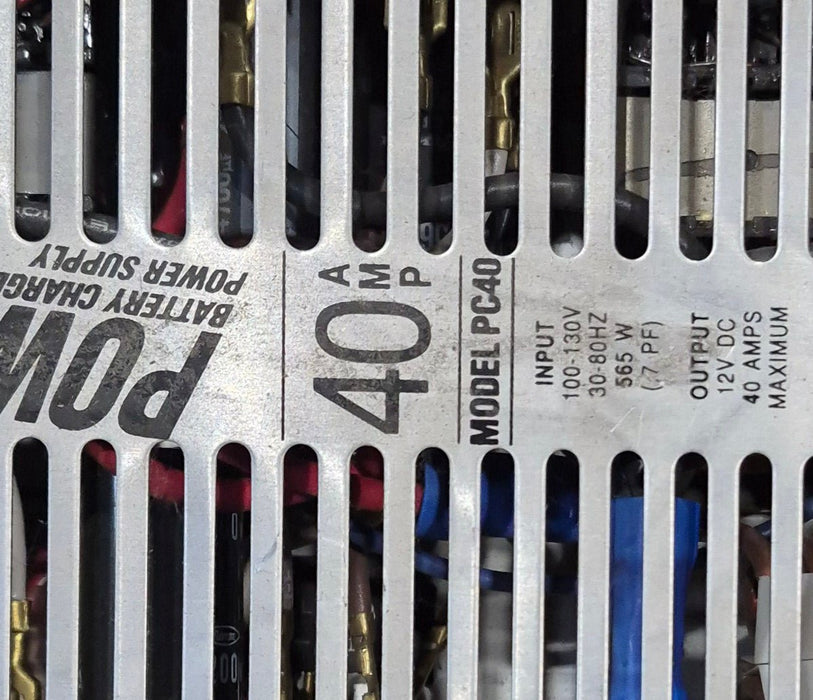 POW
BATTERY CHARGE
POWER SUPPLY
40 AMP
MODEL PC40
INPUT
100-130V
30-80HZ
565 W
(.7 PF)
OUTPUT
12V DC
40 AMPS
MAXIMUM